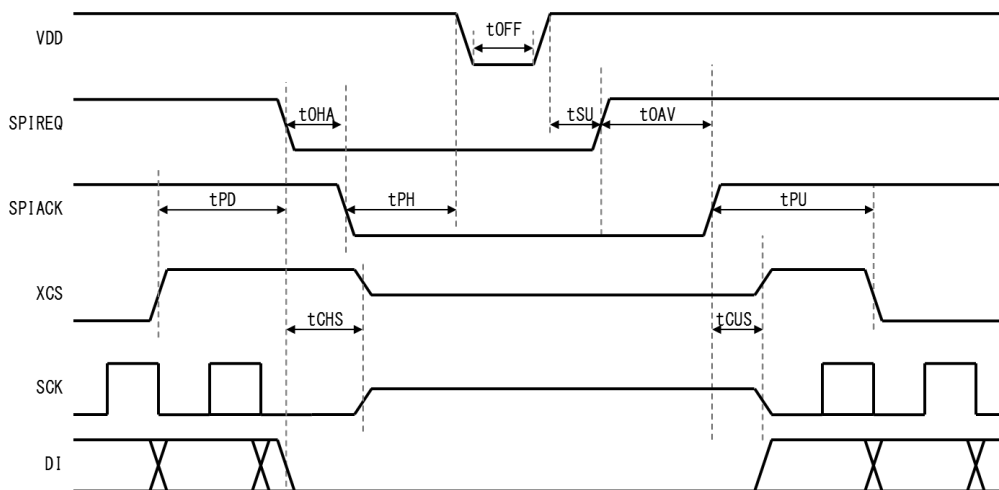 tOFF
VDD
tOHA
tSU
tOAV
SPIREQ
tPD
tPH
tPU
SPIACK
XCS
tCHS
tCUS
SCK
DI